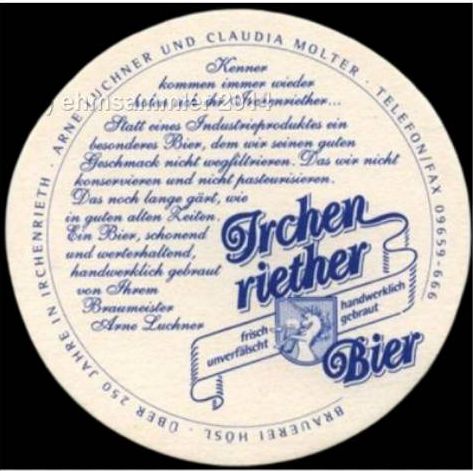 ARNE LUCHNER UND CLAUDIA MOLTER · TELEFON/FAX 09659-666
BRAUEREI HÖSL · ÜBER 250 JAHRE IN IRCHENRIETH ·
Kenner
kommen immer wieder
Irchenriether...
Statt eines Industrieproduktes ein
besonderes Bier, dem wir seinen guten
Geschmack nicht wegfiltrieren. Das wir nicht
konservieren und nicht pasteurisieren.
Das noch lange gärt, wie
in guten alten Zeiten.
Ein Bier, schonend
und werterhaltend,
handwerklich gebraut
von Ihrem
Braumeister
Arne Luchner
Irchen
riether
frisch
unverfälscht
handwerklich
gebraut
Bier